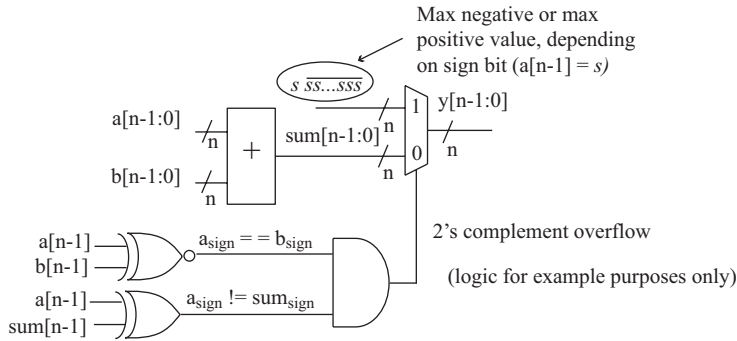 Max negative or max
positive value, depending
on sign bit (a[n-1] = s)
s s̅s̅...s̅s̅s̅
1
y[n-1:0]
a[n-1:0]
n
n
sum[n-1:0]
n
+
0
n
b[n-1:0]
n
2's complement overflow
a[n-1]
b[n-1]
a_sign = = b_sign
(logic for example purposes only)
a[n-1]
sum[n-1]
a_sign != sum_sign